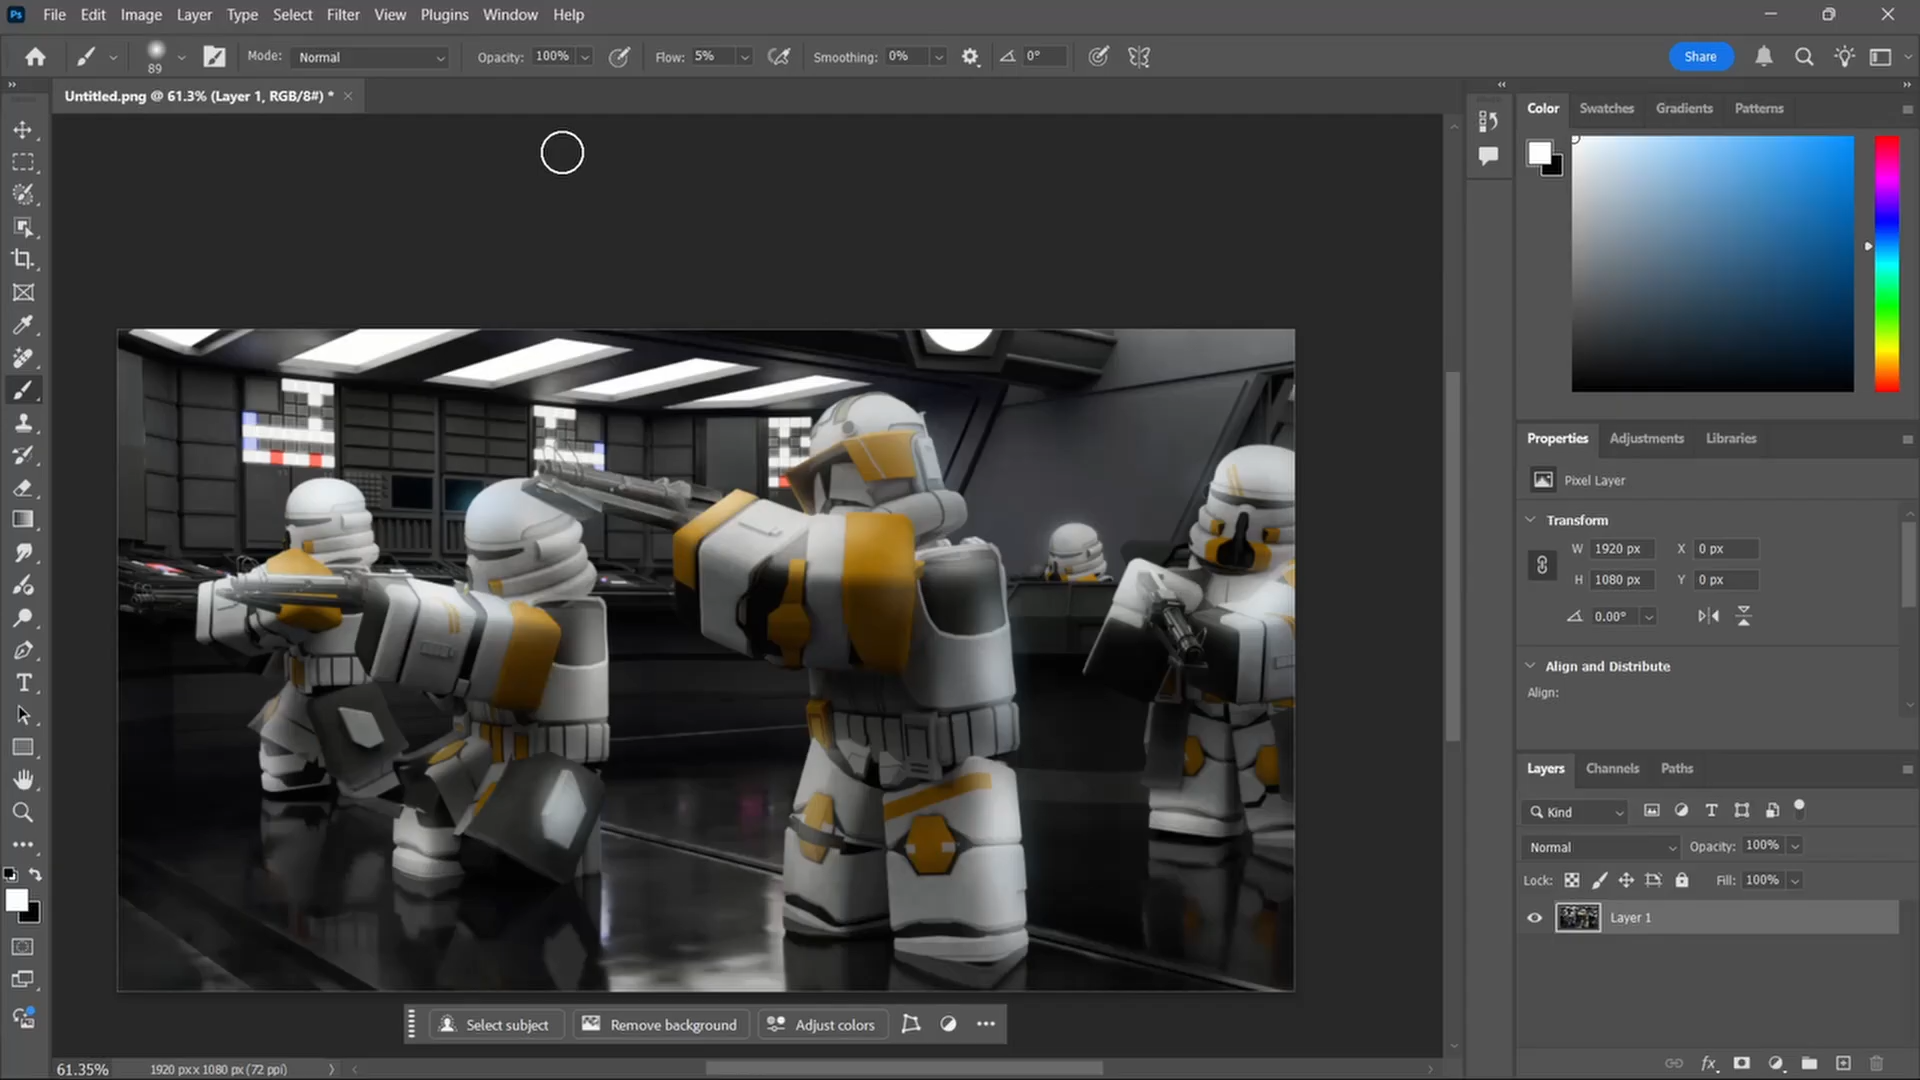 Ps File Edit Image Layer Type Select Filter View Plugins Window Help
89 Mode: Normal Opacity: 100% Flow: 5% Smoothing: 0% 0° Share
Untitled.png @ 61.3% (Layer 1, RGB/8#) *
Color Swatches Gradients Patterns
Properties Adjustments Libraries
Pixel Layer
Transform
W 1920 px X 0 px
H 1080 px Y 0 px
0.00°
Align and Distribute
Align:
Layers Channels Paths
Kind
Normal Opacity: 100%
Lock: Fill: 100%
Layer 1
Select subject Remove background Adjust colors
61.35% 1920 px x 1080 px (72 ppi)